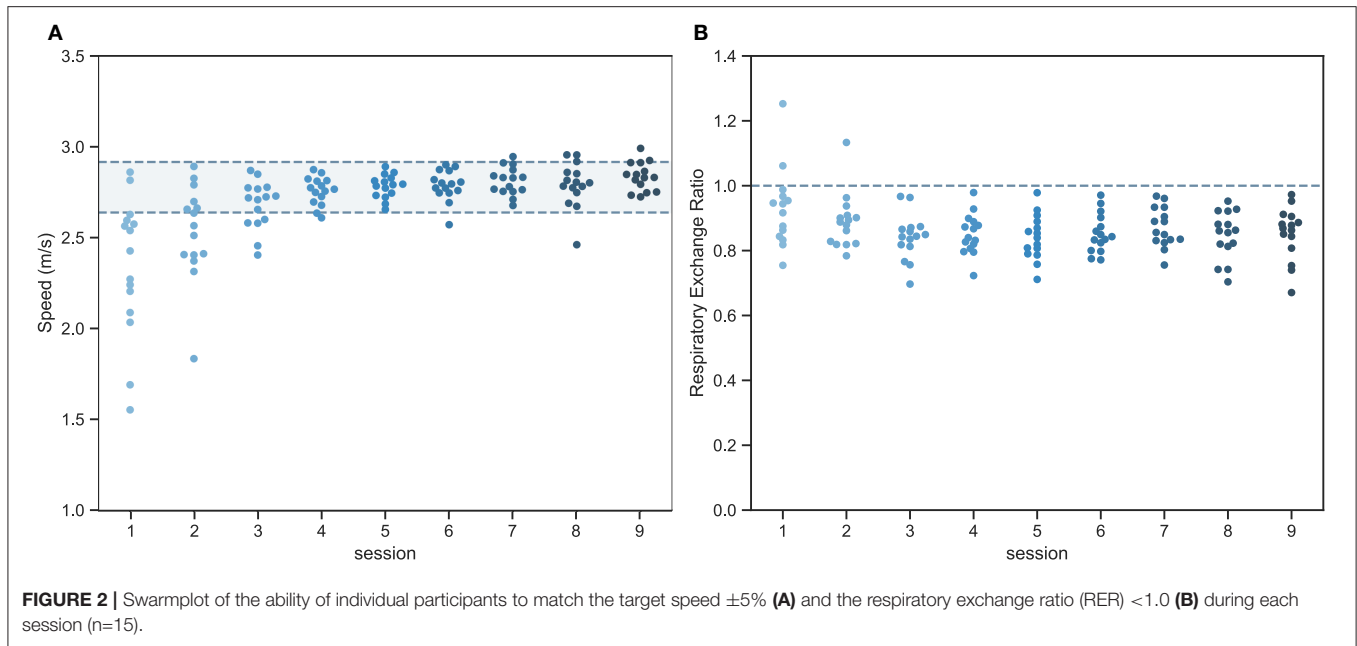 A
3.5
3.0
2.5
2.0
1.5
1.0
Speed (m/s)
1 2 3 4 5 6 7 8 9
session
B
1.4
1.2
1.0
0.8
0.6
0.4
0.2
0.0
Respiratory Exchange Ratio
1 2 3 4 5 6 7 8 9
session
FIGURE 2 | Swarmplot of the ability of individual participants to match the target speed ±5% (A) and the respiratory exchange ratio (RER) <1.0 (B) during each
session (n=15).